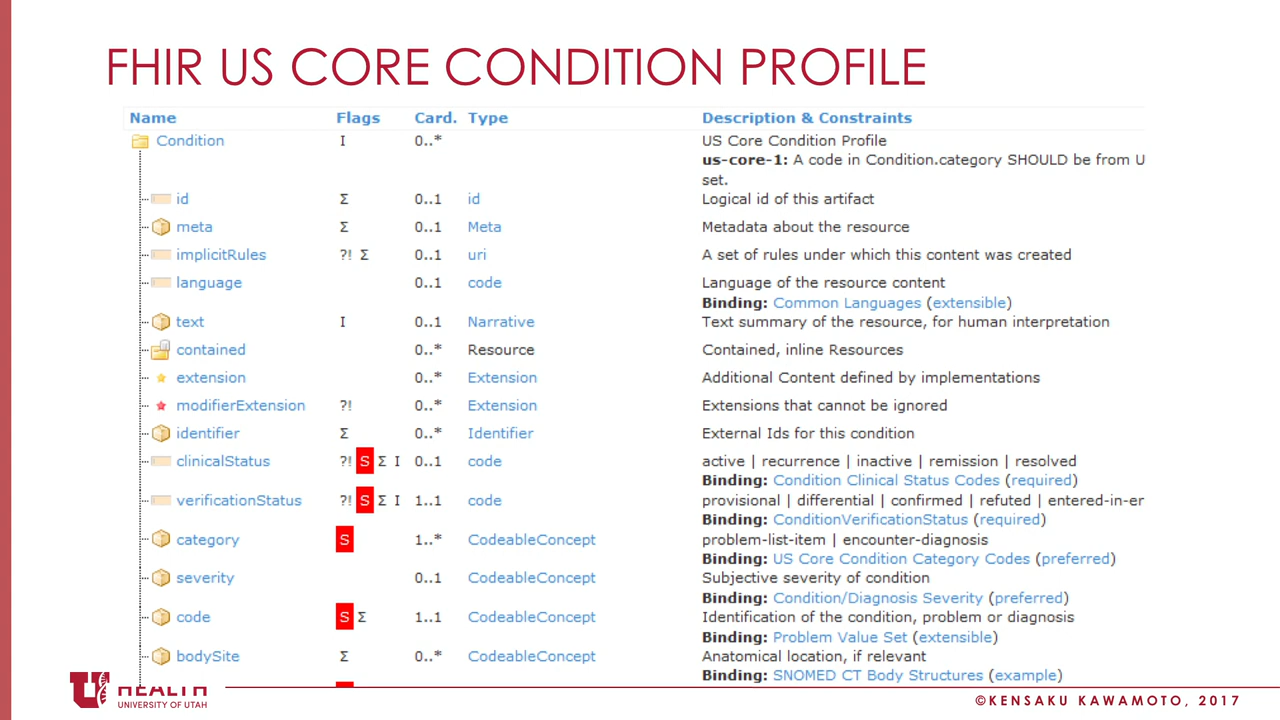 FHIR US CORE CONDITION PROFILE
Name Flags Card. Type Description & Constraints
Condition I 0..* US Core Condition Profile
us-core-1: A code in Condition.category SHOULD be from U
set.
id Σ 0..1 id Logical id of this artifact
meta Σ 0..1 Meta Metadata about the resource
implicitRules ?! Σ 0..1 uri A set of rules under which this content was created
language 0..1 code Language of the resource content
Binding: Common Languages (extensible)
text I 0..1 Narrative Text summary of the resource, for human interpretation
contained 0..* Resource Contained, inline Resources
extension 0..* Extension Additional Content defined by implementations
modifierExtension ?! 0..* Extension Extensions that cannot be ignored
identifier Σ 0..* Identifier External Ids for this condition
clinicalStatus ?! S Σ I 0..1 code active | recurrence | inactive | remission | resolved
Binding: Condition Clinical Status Codes (required)
verificationStatus ?! S Σ I 1..1 code provisional | differential | confirmed | refuted | entered-in-er
Binding: ConditionVerificationStatus (required)
category S 1..* CodeableConcept problem-list-item | encounter-diagnosis
Binding: US Core Condition Category Codes (preferred)
severity 0..1 CodeableConcept Subjective severity of condition
Binding: Condition/Diagnosis Severity (preferred)
code S Σ 1..1 CodeableConcept Identification of the condition, problem or diagnosis
Binding: Problem Value Set (extensible)
bodySite Σ 0..* CodeableConcept Anatomical location, if relevant
Binding: SNOMED CT Body Structures (example)
U HEALTH
UNIVERSITY OF UTAH
©KENSAKU KAWAMOTO, 2017